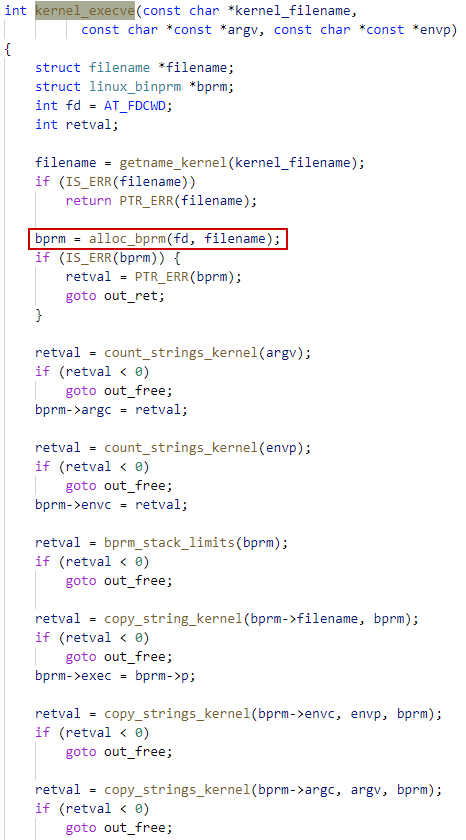 int kernel_execve(const char *kernel_filename,
const char *const *argv, const char *const *envp)
{
struct filename *filename;
struct linux_binprm *bprm;
int fd = AT_FDCWD;
int retval;
filename = getname_kernel(kernel_filename);
if (IS_ERR(filename))
return PTR_ERR(filename);
bprm = alloc_bprm(fd, filename);
if (IS_ERR(bprm)) {
retval = PTR_ERR(bprm);
goto out_ret;
}
retval = count_strings_kernel(argv);
if (retval < 0)
goto out_free;
bprm->argc = retval;
retval = count_strings_kernel(envp);
if (retval < 0)
goto out_free;
bprm->envc = retval;
retval = bprm_stack_limits(bprm);
if (retval < 0)
goto out_free;
retval = copy_string_kernel(bprm->filename, bprm);
if (retval < 0)
goto out_free;
bprm->exec = bprm->p;
retval = copy_strings_kernel(bprm->envc, envp, bprm);
if (retval < 0)
goto out_free;
retval = copy_strings_kernel(bprm->argc, argv, bprm);
if (retval < 0)
goto out_free;